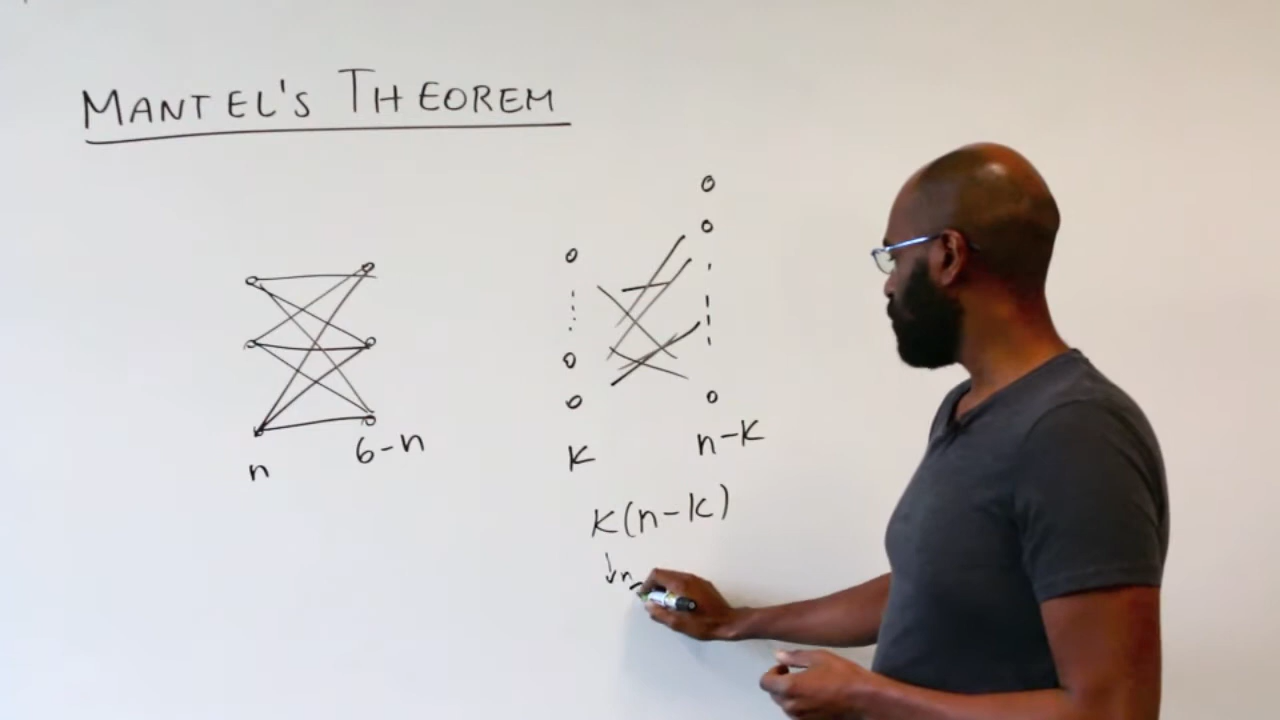 MANTEL'S THEOREM
n 6-n
K n-K
K(n-K)
↓n